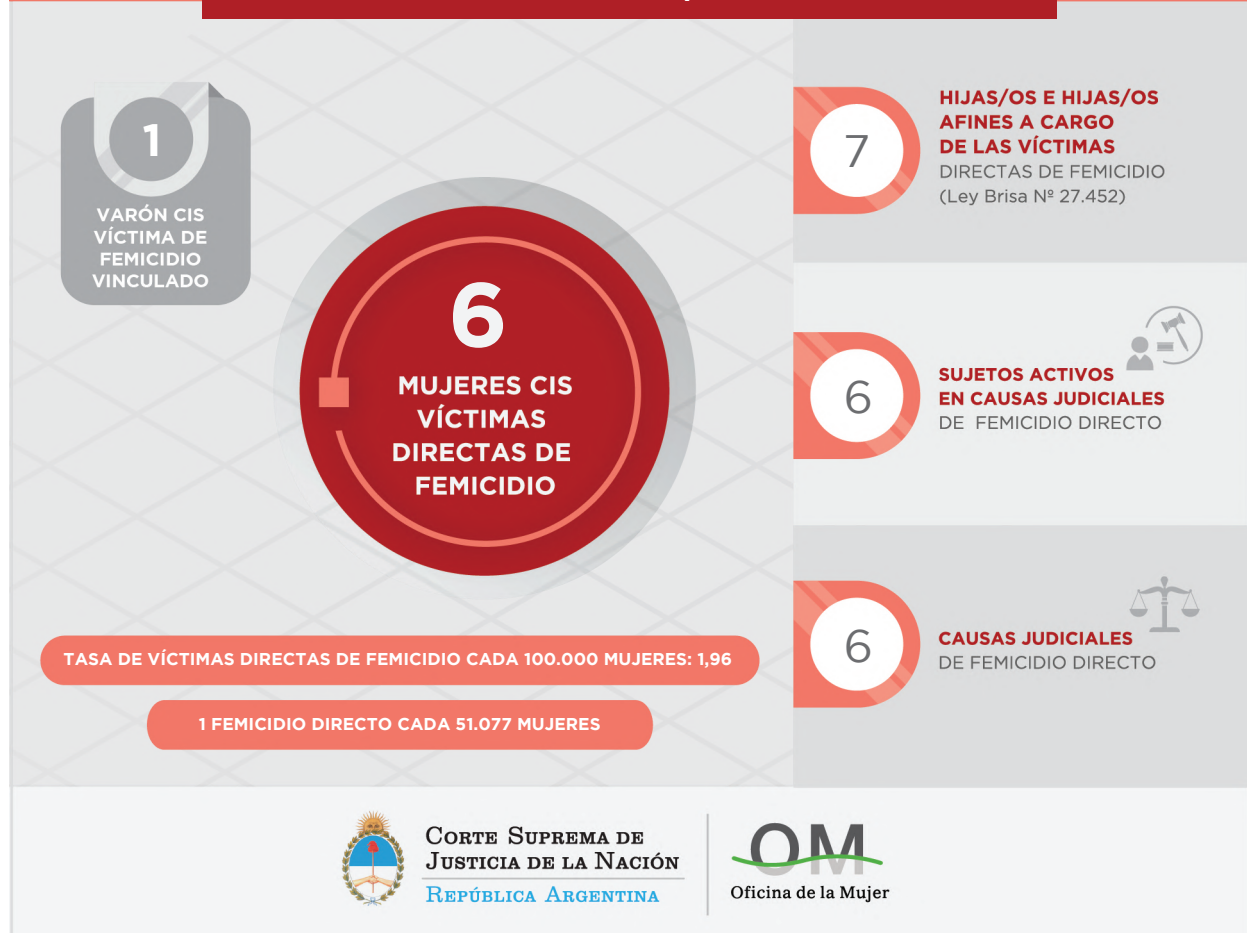 1
VARÓN CIS
VÍCTIMA DE
FEMICIDIO
VINCULADO
6
MUJERES CIS
VÍCTIMAS
DIRECTAS DE
FEMICIDIO
TASA DE VÍCTIMAS DIRECTAS DE FEMICIDIO CADA 100.000 MUJERES: 1,96
1 FEMICIDIO DIRECTO CADA 51.077 MUJERES
7
HIJAS/OS E HIJAS/OS
AFINES A CARGO
DE LAS VÍCTIMAS
DIRECTAS DE FEMICIDIO
(Ley Brisa Nº 27.452)
6
SUJETOS ACTIVOS
EN CAUSAS JUDICIALES
DE FEMICIDIO DIRECTO
6
CAUSAS JUDICIALES
DE FEMICIDIO DIRECTO
CORTE SUPREMA DE
JUSTICIA DE LA NACIÓN
REPÚBLICA ARGENTINA
OM
Oficina de la Mujer